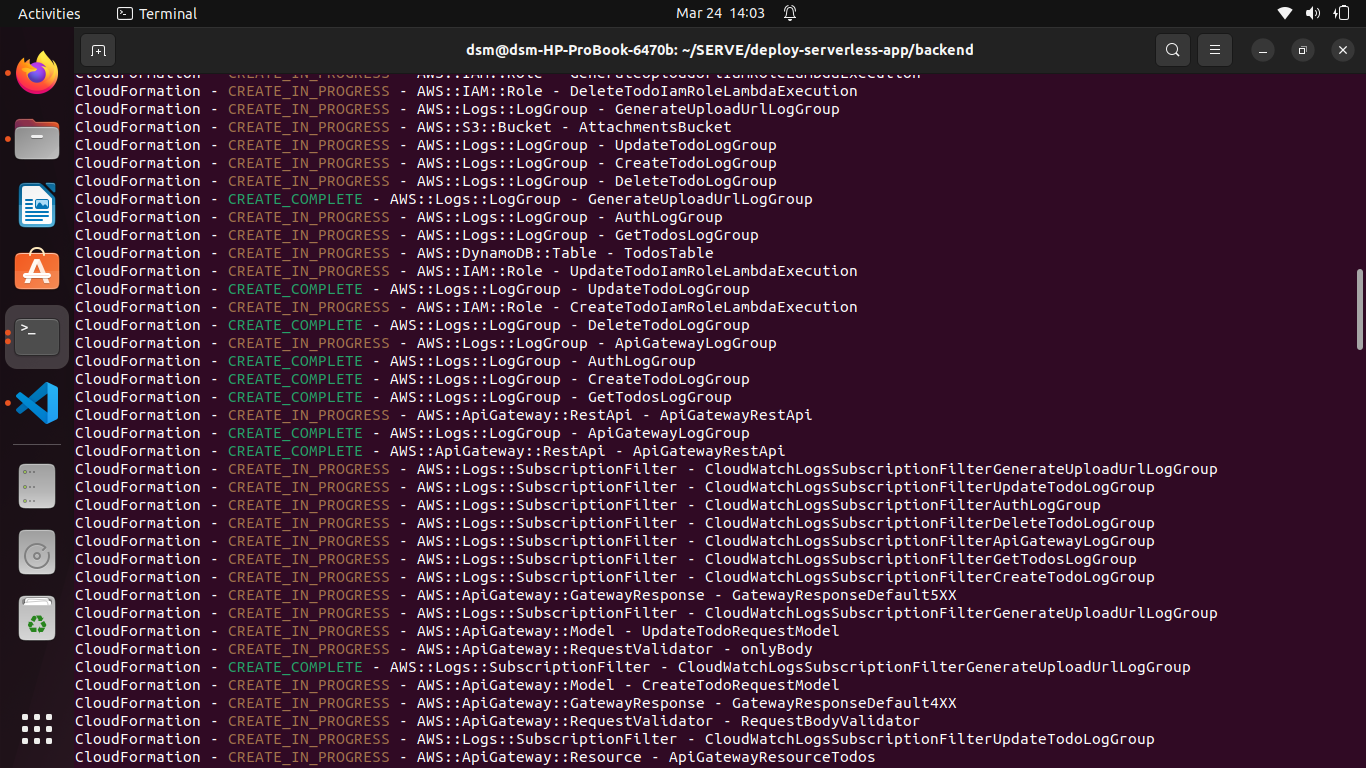 Activities
Terminal
Mar 24 14:03
dsm@dsm-HP-ProBook-6470b: ~/SERVE/deploy-serverless-app/backend
CloudFormation - CREATE_IN_PROGRESS - AWS::IAM::Role - GenerateUploadUrlIamRoleLambdaExecution
CloudFormation - CREATE_IN_PROGRESS - AWS::IAM::Role - DeleteTodoIamRoleLambdaExecution
CloudFormation - CREATE_IN_PROGRESS - AWS::Logs::LogGroup - GenerateUploadUrlLogGroup
CloudFormation - CREATE_IN_PROGRESS - AWS::S3::Bucket - AttachmentsBucket
CloudFormation - CREATE_IN_PROGRESS - AWS::Logs::LogGroup - UpdateTodoLogGroup
CloudFormation - CREATE_IN_PROGRESS - AWS::Logs::LogGroup - CreateTodoLogGroup
CloudFormation - CREATE_IN_PROGRESS - AWS::Logs::LogGroup - DeleteTodoLogGroup
CloudFormation - CREATE_COMPLETE - AWS::Logs::LogGroup - GenerateUploadUrlLogGroup
CloudFormation - CREATE_IN_PROGRESS - AWS::Logs::LogGroup - AuthLogGroup
CloudFormation - CREATE_IN_PROGRESS - AWS::Logs::LogGroup - GetTodosLogGroup
CloudFormation - CREATE_IN_PROGRESS - AWS::DynamoDB::Table - TodosTable
CloudFormation - CREATE_IN_PROGRESS - AWS::IAM::Role - UpdateTodoIamRoleLambdaExecution
CloudFormation - CREATE_COMPLETE - AWS::Logs::LogGroup - UpdateTodoLogGroup
CloudFormation - CREATE_IN_PROGRESS - AWS::IAM::Role - CreateTodoIamRoleLambdaExecution
CloudFormation - CREATE_COMPLETE - AWS::Logs::LogGroup - DeleteTodoLogGroup
CloudFormation - CREATE_IN_PROGRESS - AWS::Logs::LogGroup - ApiGatewayLogGroup
CloudFormation - CREATE_COMPLETE - AWS::Logs::LogGroup - AuthLogGroup
CloudFormation - CREATE_COMPLETE - AWS::Logs::LogGroup - CreateTodoLogGroup
CloudFormation - CREATE_COMPLETE - AWS::Logs::LogGroup - GetTodosLogGroup
CloudFormation - CREATE_IN_PROGRESS - AWS::ApiGateway::RestApi - ApiGatewayRestApi
CloudFormation - CREATE_COMPLETE - AWS::Logs::LogGroup - ApiGatewayLogGroup
CloudFormation - CREATE_COMPLETE - AWS::ApiGateway::RestApi - ApiGatewayRestApi
CloudFormation - CREATE_IN_PROGRESS - AWS::Logs::SubscriptionFilter - CloudWatchLogsSubscriptionFilterGenerateUploadUrlLogGroup
CloudFormation - CREATE_IN_PROGRESS - AWS::Logs::SubscriptionFilter - CloudWatchLogsSubscriptionFilterUpdateTodoLogGroup
CloudFormation - CREATE_IN_PROGRESS - AWS::Logs::SubscriptionFilter - CloudWatchLogsSubscriptionFilterAuthLogGroup
CloudFormation - CREATE_IN_PROGRESS - AWS::Logs::SubscriptionFilter - CloudWatchLogsSubscriptionFilterDeleteTodoLogGroup
CloudFormation - CREATE_IN_PROGRESS - AWS::Logs::SubscriptionFilter - CloudWatchLogsSubscriptionFilterApiGatewayLogGroup
CloudFormation - CREATE_IN_PROGRESS - AWS::Logs::SubscriptionFilter - CloudWatchLogsSubscriptionFilterGetTodosLogGroup
CloudFormation - CREATE_IN_PROGRESS - AWS::Logs::SubscriptionFilter - CloudWatchLogsSubscriptionFilterCreateTodoLogGroup
CloudFormation - CREATE_IN_PROGRESS - AWS::ApiGateway::GatewayResponse - GatewayResponseDefault5XX
CloudFormation - CREATE_IN_PROGRESS - AWS::Logs::SubscriptionFilter - CloudWatchLogsSubscriptionFilterGenerateUploadUrlLogGroup
CloudFormation - CREATE_IN_PROGRESS - AWS::ApiGateway::Model - UpdateTodoRequestModel
CloudFormation - CREATE_IN_PROGRESS - AWS::ApiGateway::RequestValidator - onlyBody
CloudFormation - CREATE_COMPLETE - AWS::Logs::SubscriptionFilter - CloudWatchLogsSubscriptionFilterGenerateUploadUrlLogGroup
CloudFormation - CREATE_IN_PROGRESS - AWS::ApiGateway::Model - CreateTodoRequestModel
CloudFormation - CREATE_IN_PROGRESS - AWS::ApiGateway::GatewayResponse - GatewayResponseDefault4XX
CloudFormation - CREATE_IN_PROGRESS - AWS::ApiGateway::RequestValidator - RequestBodyValidator
CloudFormation - CREATE_IN_PROGRESS - AWS::Logs::SubscriptionFilter - CloudWatchLogsSubscriptionFilterUpdateTodoLogGroup
CloudFormation - CREATE_IN_PROGRESS - AWS::ApiGateway::Resource - ApiGatewayResourceTodos